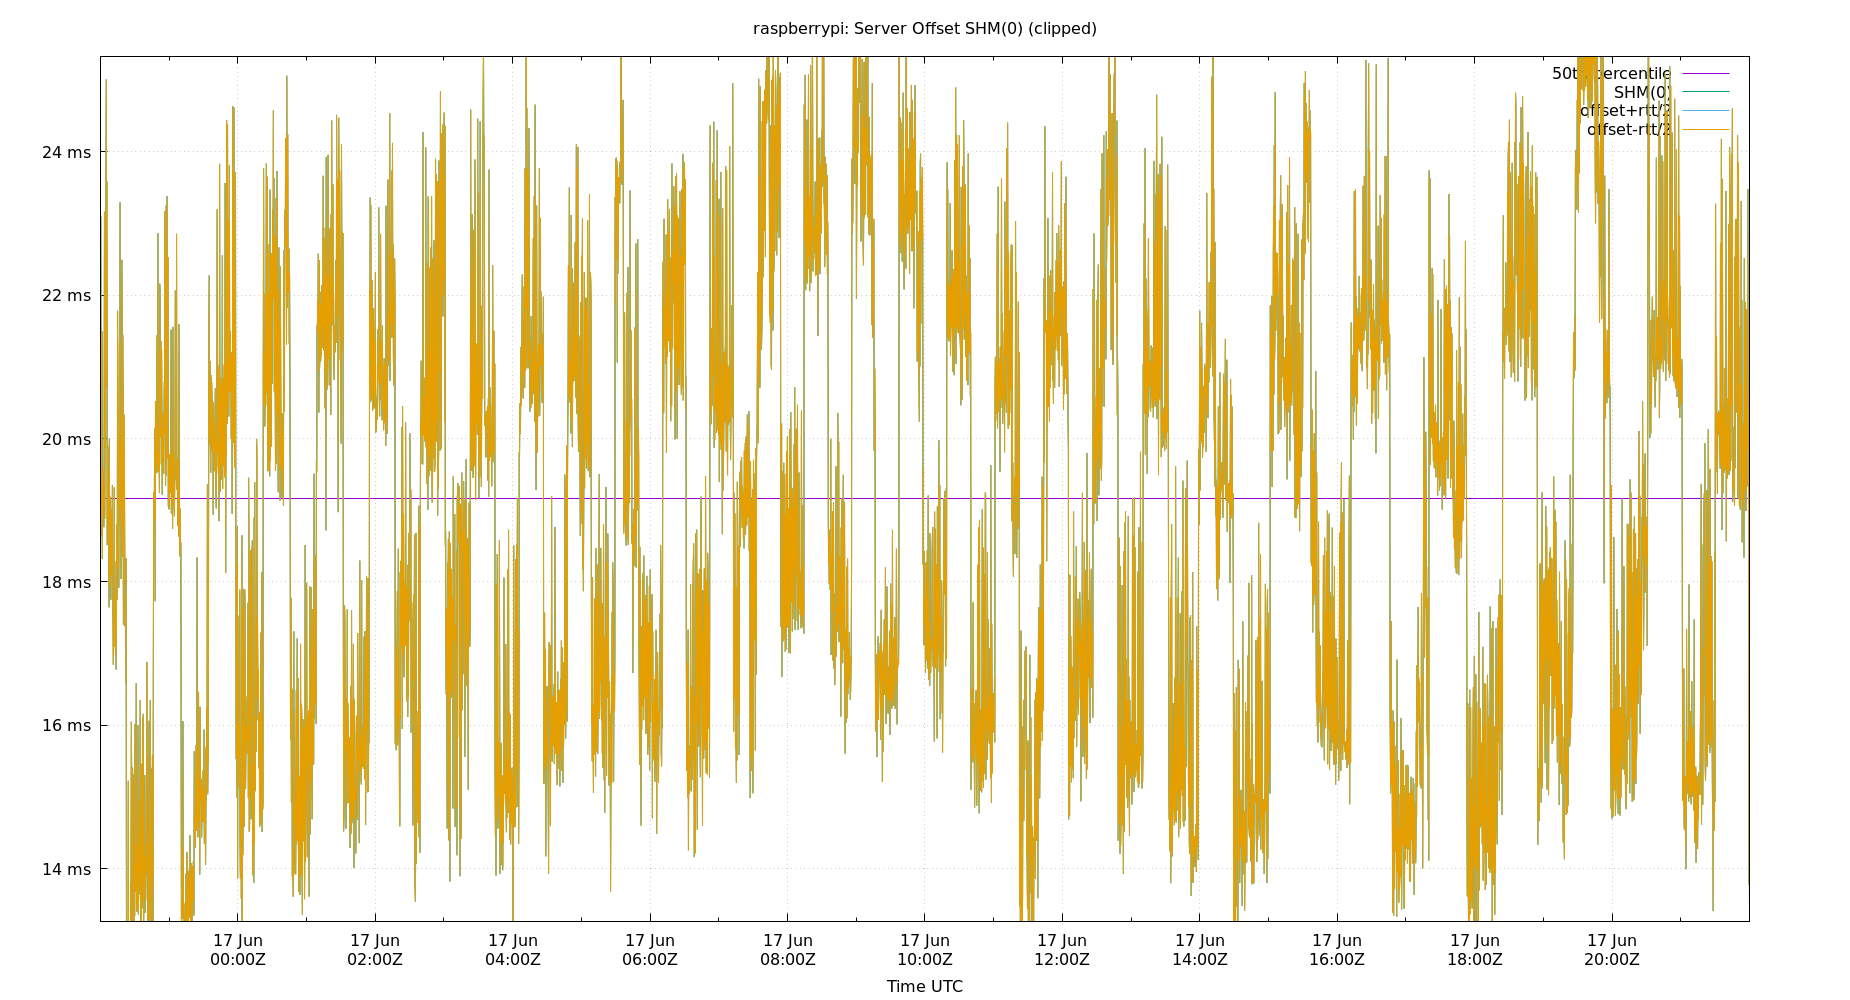 raspberrypi: Server Offset SHM(0) (clipped)
50th percentile
SHM(0)
offset+rtt/2
offset-rtt/2
24 ms
22 ms
20 ms
18 ms
16 ms
14 ms
17 Jun 17 Jun 17 Jun 17 Jun 17 Jun 17 Jun 17 Jun 17 Jun 17 Jun 17 Jun 17 Jun
00:00Z 02:00Z 04:00Z 06:00Z 08:00Z 10:00Z 12:00Z 14:00Z 16:00Z 18:00Z 20:00Z
Time UTC